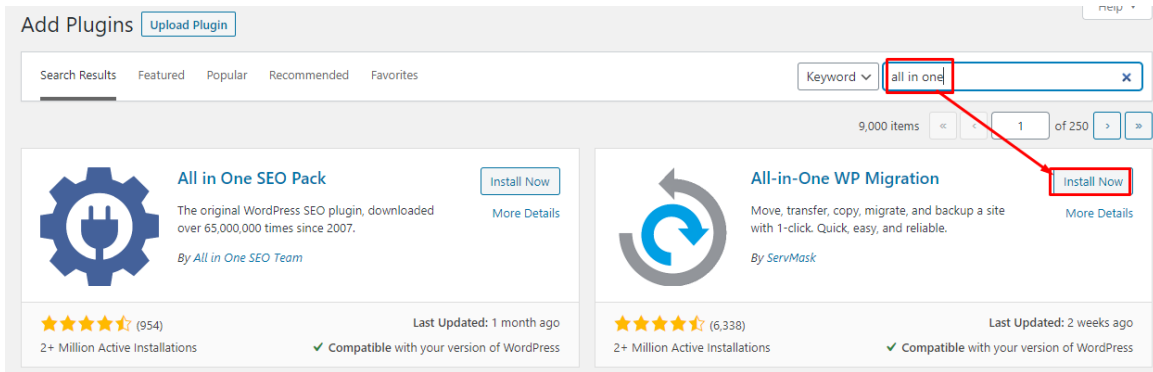 Help
Add Plugins Upload Plugin
Search Results Featured Popular Recommended Favorites Keyword all in one
9,000 items « ‹ 1 of 250 › »
All in One SEO Pack
Install Now
The original WordPress SEO plugin, downloaded
over 65,000,000 times since 2007.
More Details
By All in One SEO Team
(954)
Last Updated: 1 month ago
2+ Million Active Installations
Compatible with your version of WordPress
All-in-One WP Migration
Install Now
Move, transfer, copy, migrate, and backup a site
with 1-click. Quick, easy, and reliable.
More Details
By ServMask
(6,338)
Last Updated: 2 weeks ago
2+ Million Active Installations
Compatible with your version of WordPress